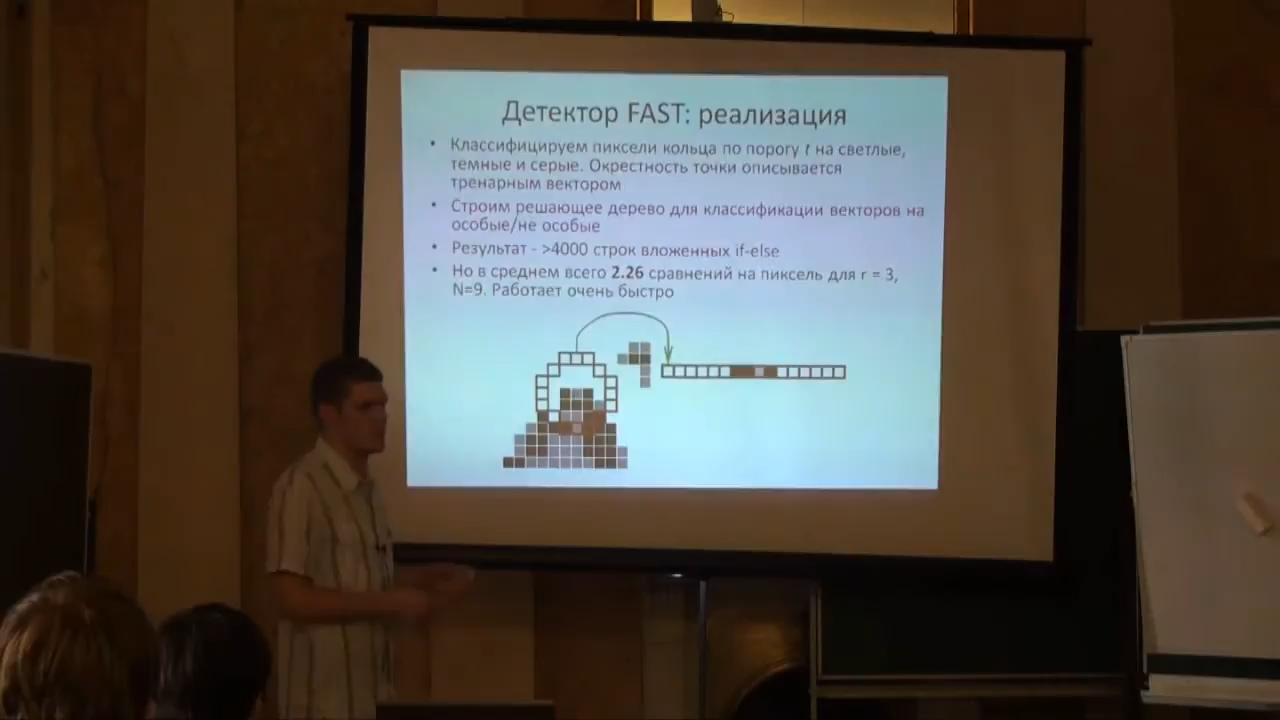 Детектор FAST: реализация
• Классифицируем пиксели кольца по порогу t на светлые,
темные и серые. Окрестность точки описывается
тренарным вектором
• Строим решающее дерево для классификации векторов на
особые/не особые
• Результат - >4000 строк вложенных if-else
• Но в среднем всего 2.26 сравнений на пиксель для r = 3,
N=9. Работает очень быстро